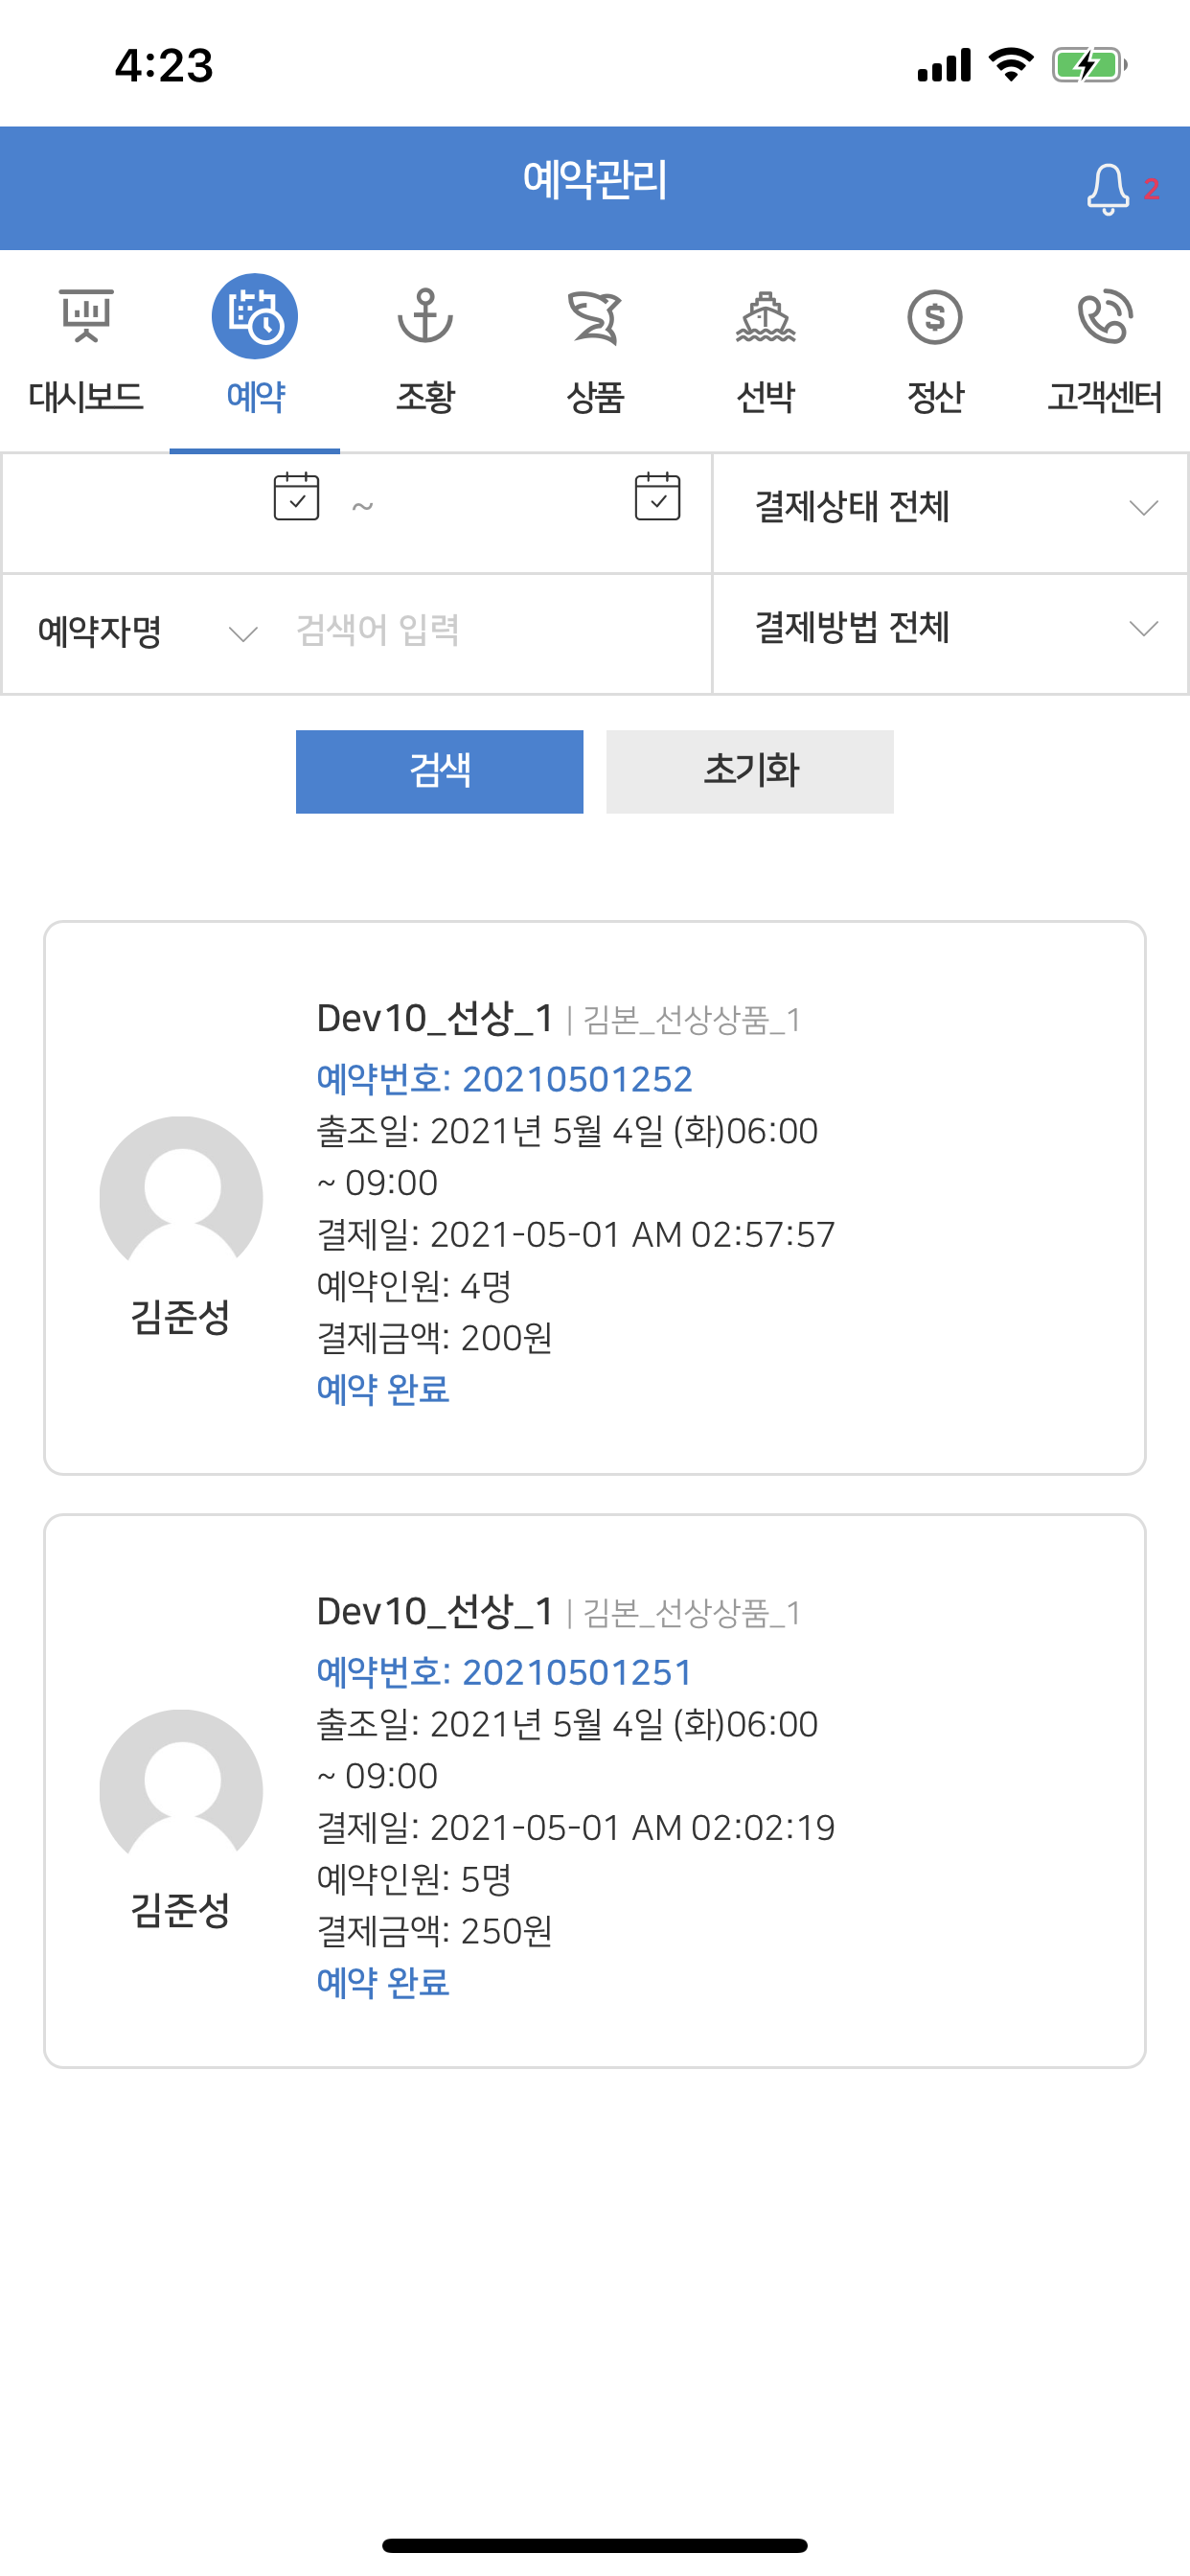 4:23
예약관리
2
대시보드 예약 조황 상품 선박 정산 고객센터
~ 결제상태 전체
예약자명 검색어 입력 결제방법 전체
검색 초기화
Dev10_선상_1 | 김본_선상상품_1
예약번호: 20210501252
출조일: 2021년 5월 4일 (화)06:00
~ 09:00
결제일: 2021-05-01 AM 02:57:57
예약인원: 4명
결제금액: 200원
예약 완료
김준성
Dev10_선상_1 | 김본_선상상품_1
예약번호: 20210501251
출조일: 2021년 5월 4일 (화)06:00
~ 09:00
결제일: 2021-05-01 AM 02:02:19
예약인원: 5명
결제금액: 250원
예약 완료
김준성